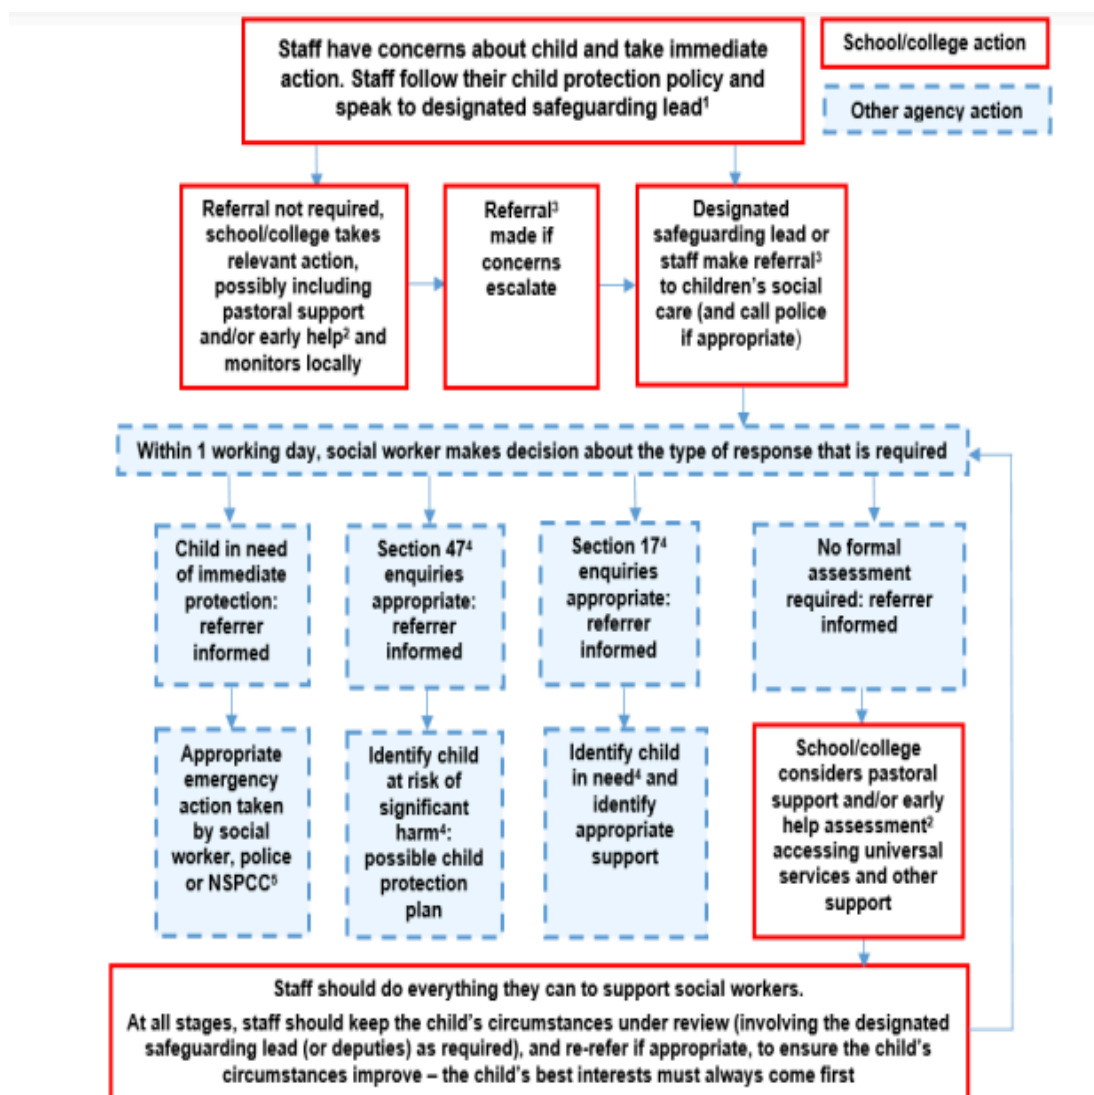 Staff have concerns about child and take immediate
action. Staff follow their child protection policy and
speak to designated safeguarding lead¹
School/college action
Other agency action
Referral not required,
school/college takes
relevant action,
possibly including
pastoral support
and/or early help² and
monitors locally
Referral³
made if
concerns
escalate
Designated
safeguarding lead or
staff make referral³
to children's social
care (and call police
if appropriate)
Within 1 working day, social worker makes decision about the type of response that is required
Child in need
of immediate
protection:
referrer
informed
Section 47⁴
enquiries
appropriate:
referrer
informed
Section 17⁴
enquiries
appropriate:
referrer
informed
No formal
assessment
required: referrer
informed
Appropriate
emergency
action taken
by social
worker, police
or NSPCC⁵
Identify child
at risk of
significant
harm⁴:
possible child
protection
plan
Identify child
in need⁴ and
identify
appropriate
support
School/college
considers pastoral
support and/or early
help assessment²
accessing universal
services and other
support
Staff should do everything they can to support social workers.
At all stages, staff should keep the child's circumstances under review (involving the designated
safeguarding lead (or deputies) as required), and re-refer if appropriate, to ensure the child's
circumstances improve – the child's best interests must always come first